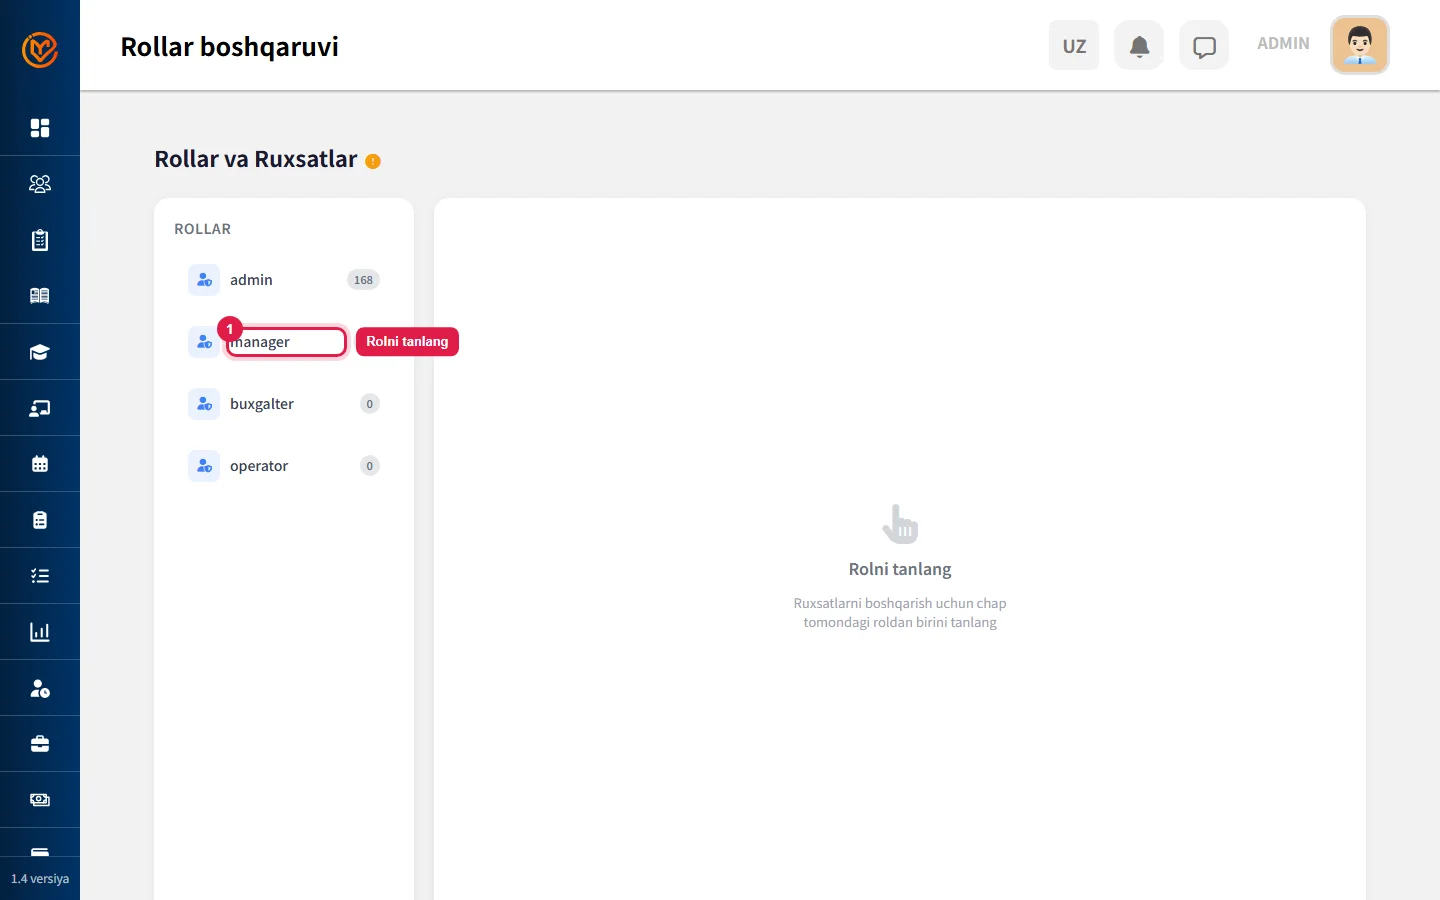 Rollar boshqaruvi
UZ
ADMIN
Rollar va Ruxsatlar
ROLLAR
admin
168
1
manager
Rolni tanlang
buxgalter
0
operator
0
Rolni tanlang
Ruxsatlarni boshqarish uchun chap
tomondagi roldan birini tanlang
1.4 versiya